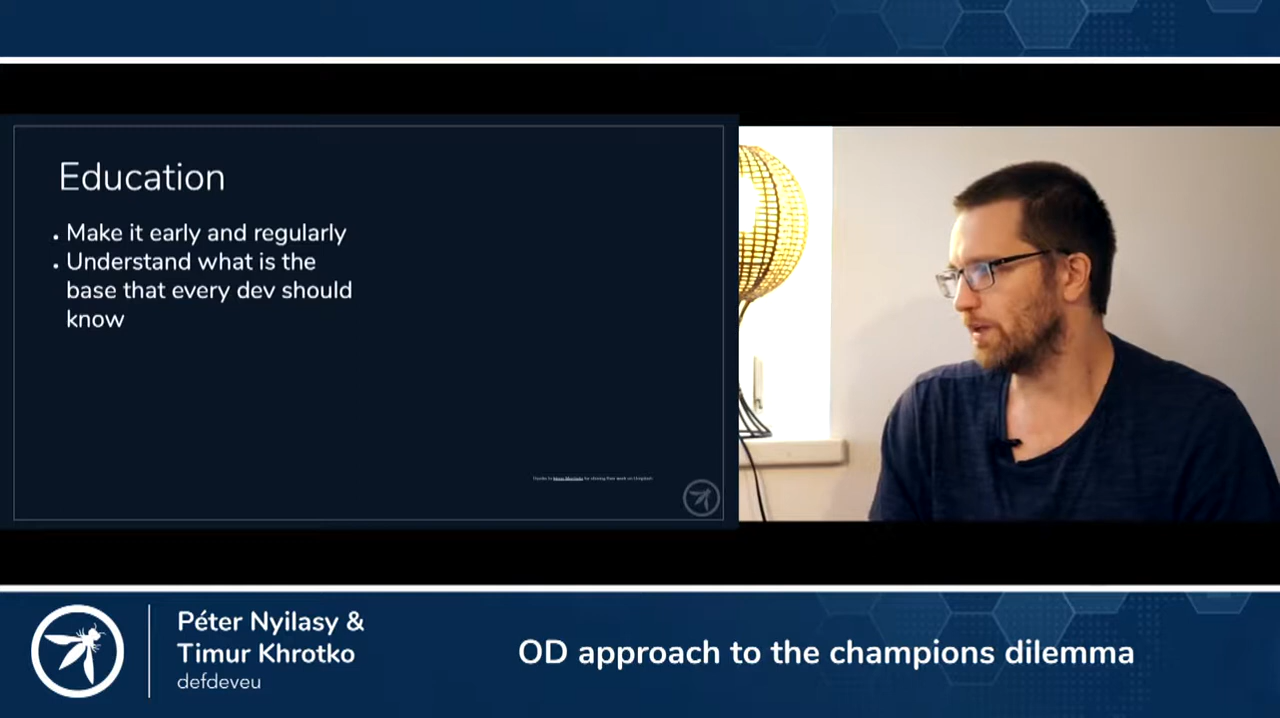 Education
• Make it early and regularly
• Understand what is the
base that every dev should
know
Péter Nyilasy &
Timur Khrotko
defdeveu
OD approach to the champions dilemma